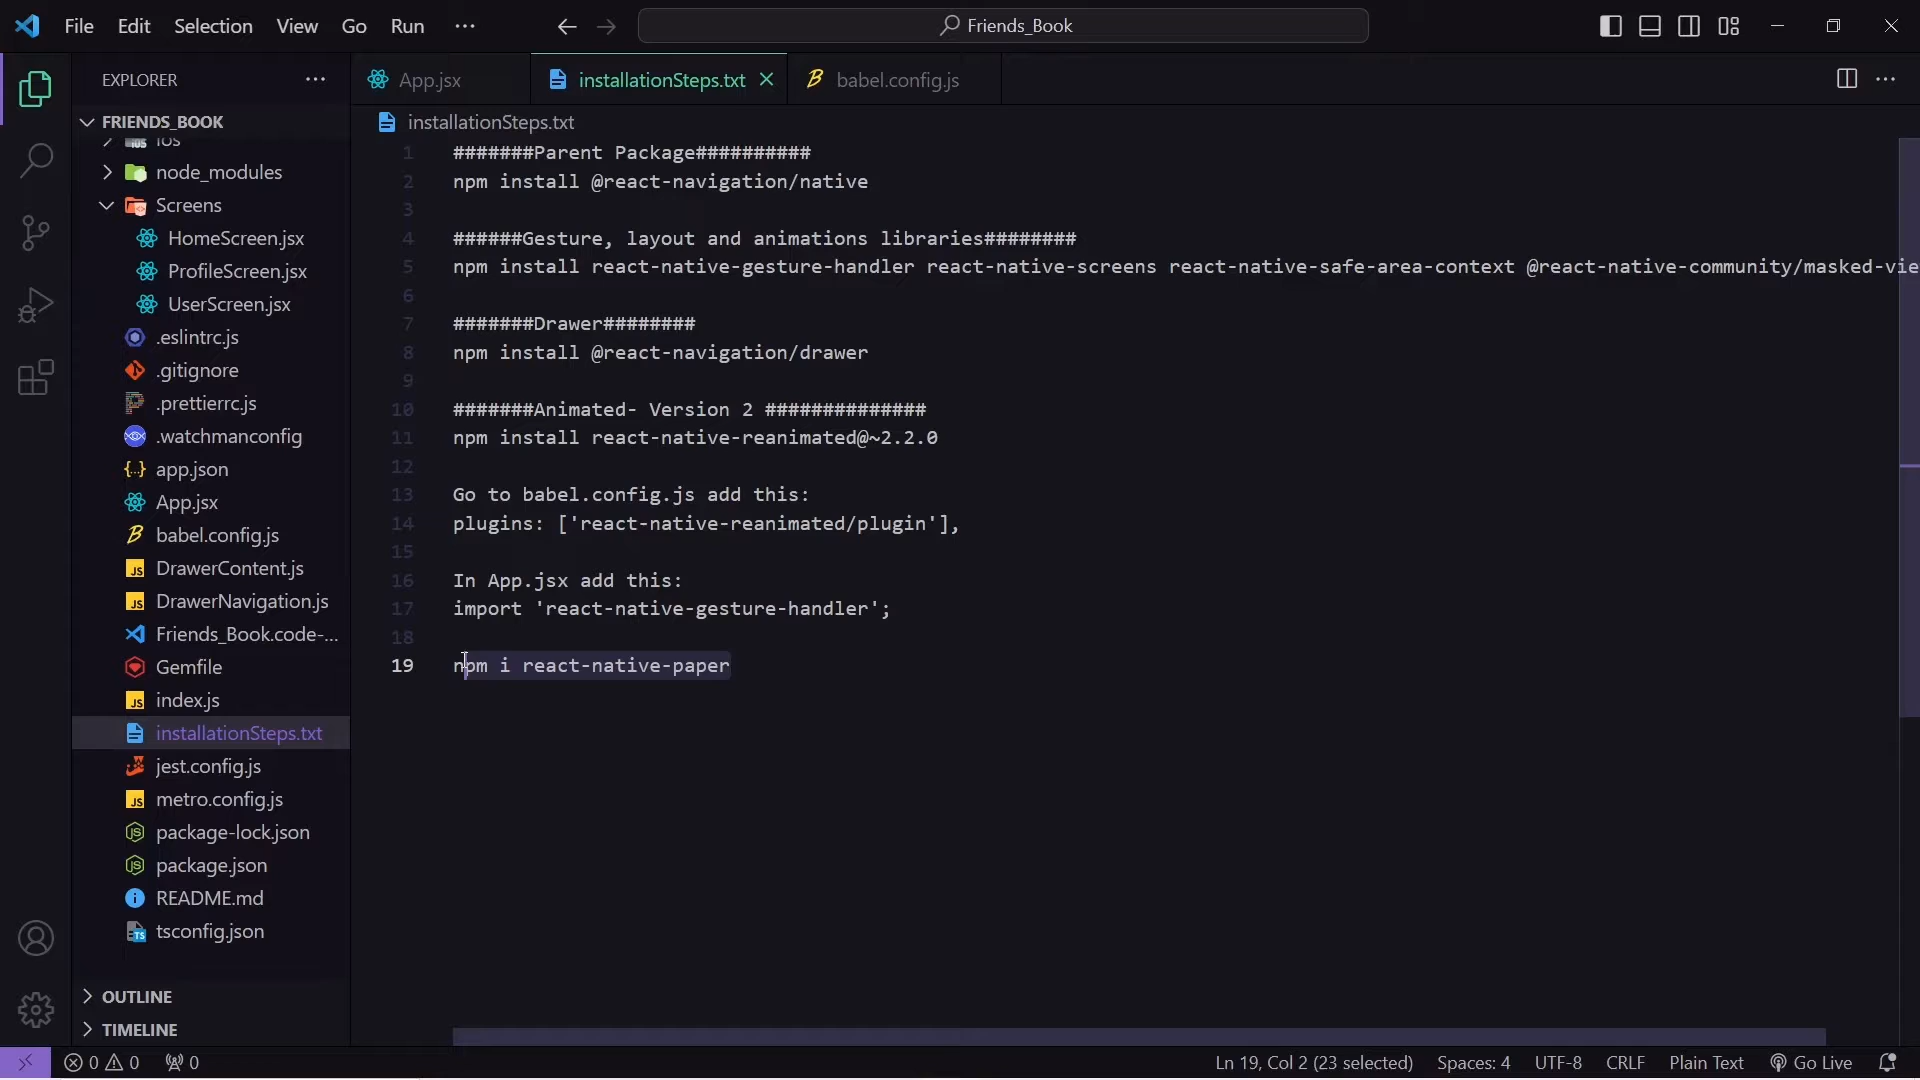 File Edit Selection View Go Run ···
Friends_Book
EXPLORER ···
App.jsx
installationSteps.txt
babel.config.js
FRIENDS_BOOK
installationSteps.txt
ios
node_modules
Screens
HomeScreen.jsx
ProfileScreen.jsx
UserScreen.jsx
.eslintrc.js
.gitignore
.prettierrc.js
.watchmanconfig
app.json
App.jsx
babel.config.js
DrawerContent.js
DrawerNavigation.js
Friends_Book.code-...
Gemfile
index.js
installationSteps.txt
jest.config.js
metro.config.js
package-lock.json
package.json
README.md
tsconfig.json
OUTLINE
TIMELINE
1 #######Parent Package##########
2 npm install @react-navigation/native
3
4 ######Gesture, layout and animations libraries########
5 npm install react-native-gesture-handler react-native-screens react-native-safe-area-context @react-native-community/masked-vie
6
7 #######Drawer########
8 npm install @react-navigation/drawer
9
10 #######Animated- Version 2 ##############
11 npm install react-native-reanimated@~2.2.0
12
13 Go to babel.config.js add this:
14 plugins: ['react-native-reanimated/plugin'],
15
16 In App.jsx add this:
17 import 'react-native-gesture-handler';
18
19 npm i react-native-paper
0 0 0
Ln 19, Col 2 (23 selected) Spaces: 4 UTF-8 CRLF Plain Text Go Live